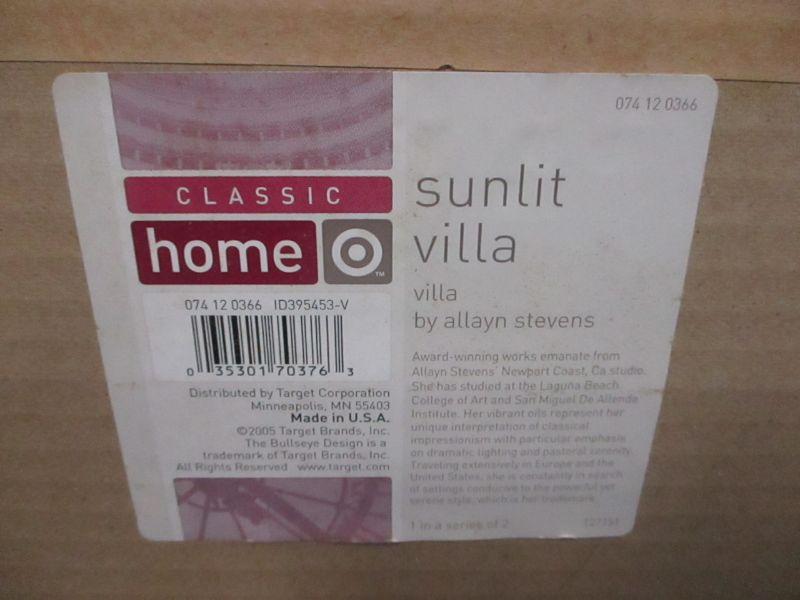 CLASSIC
home
TM
074 12 0366 ID395453-V
0 35301 70376 3
Distributed by Target Corporation
Minneapolis, MN 55403
Made in U.S.A.
©2005 Target Brands, Inc.
The Bullseye Design is a
trademark of Target Brands, Inc.
All Rights Reserved www.target.com
074 12 0366
sunlit
villa
villa
by allayn stevens
Award-winning works emanate from
Allayn Stevens' Newport Coast, Ca studio.
She has studied at the Laguna Beach
College of Art and San Miguel De Allende
Institute. Her vibrant oils represent her
unique interpretation of classical
impressionism with particular emphasis
on dramatic lighting and pastoral serenity.
Traveling extensively in Europe and the
United States, she is constantly in search
of settings conducive to the powerful yet
serene style, which is her trademark.
1 in a series of 2